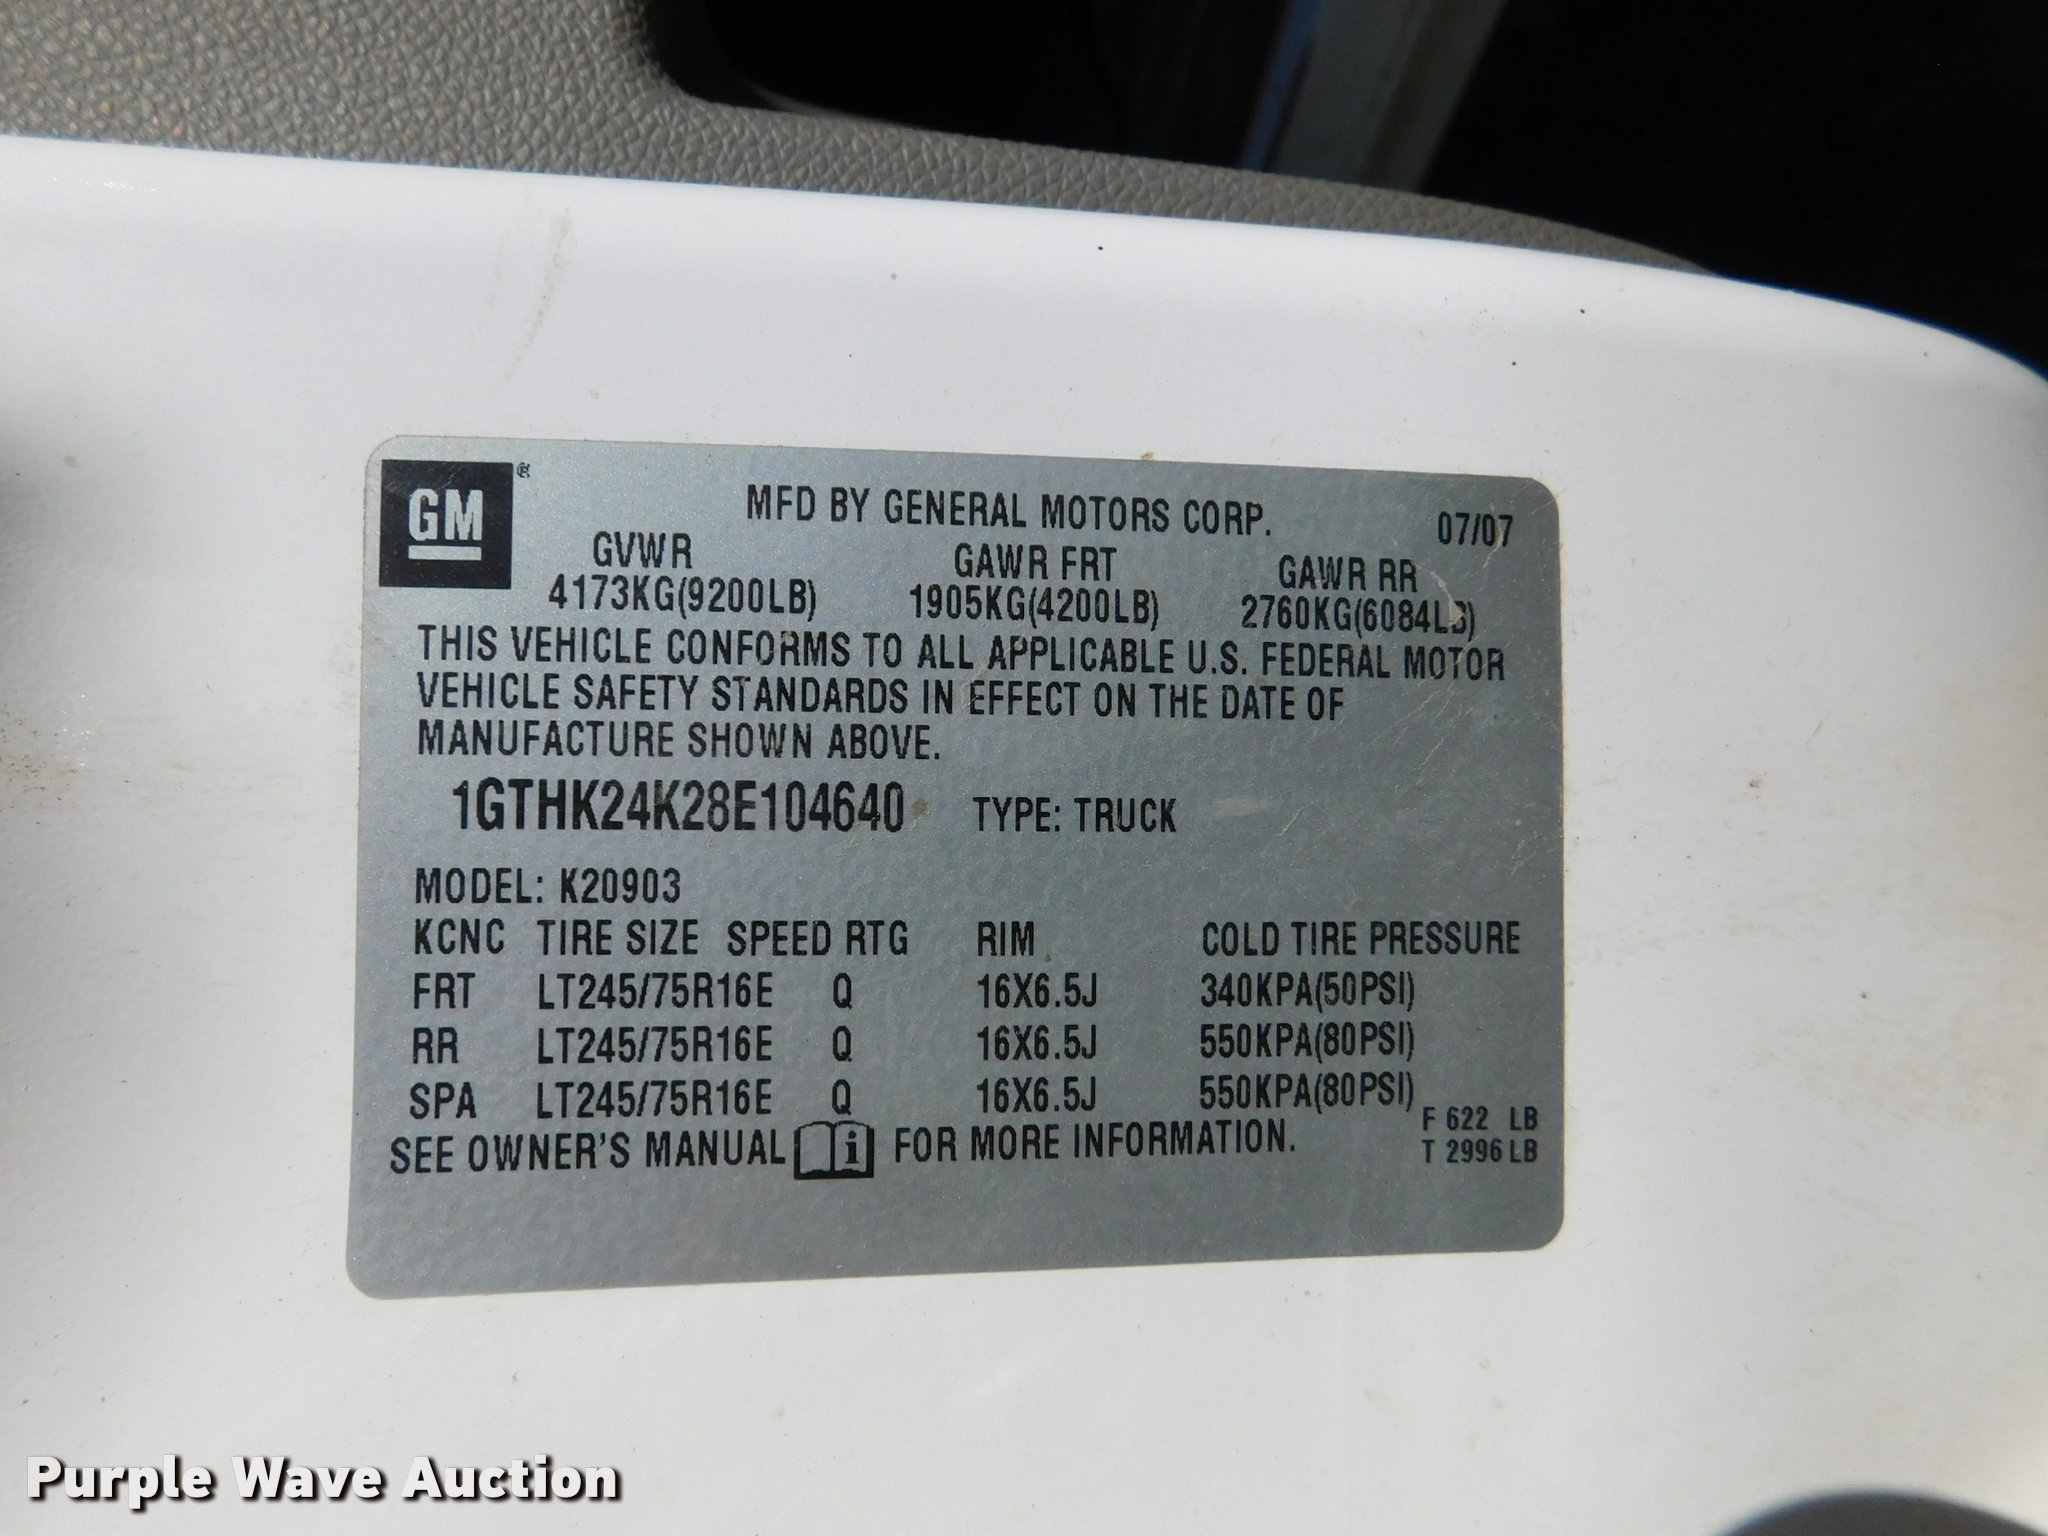 GM ®
MFD BY GENERAL MOTORS CORP. 07/07
GVWR GAWR FRT GAWR RR
4173KG(9200LB) 1905KG(4200LB) 2760KG(6084LB)
THIS VEHICLE CONFORMS TO ALL APPLICABLE U.S. FEDERAL MOTOR
VEHICLE SAFETY STANDARDS IN EFFECT ON THE DATE OF
MANUFACTURE SHOWN ABOVE.
1GTHK24K28E104640 TYPE: TRUCK
MODEL: K20903
KCNC TIRE SIZE SPEED RTG RIM COLD TIRE PRESSURE
FRT LT245/75R16E Q 16X6.5J 340KPA(50PSI)
RR LT245/75R16E Q 16X6.5J 550KPA(80PSI)
SPA LT245/75R16E Q 16X6.5J 550KPA(80PSI)
SEE OWNER'S MANUAL i FOR MORE INFORMATION.
F 622 LB
T 2996 LB
Purple Wave Auction